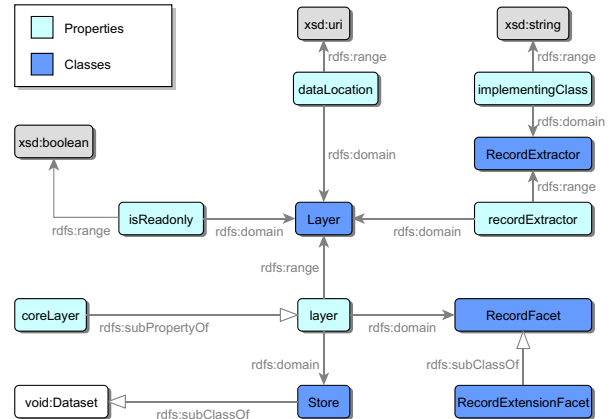 Properties
Classes
xsd:uri
xsd:string
rdfs:range
rdfs:range
dataLocation
implementingClass
rdfs:domain
xsd:boolean
rdfs:domain
RecordExtractor
rdfs:range
isReadonly
Layer
recordExtractor
rdfs:range
rdfs:domain
rdfs:domain
rdfs:range
coreLayer
layer
RecordFacet
rdfs:subPropertyOf
rdfs:domain
rdfs:domain
rdfs:subClassOf
void:Dataset
Store
RecordExtensionFacet
rdfs:subClassOf